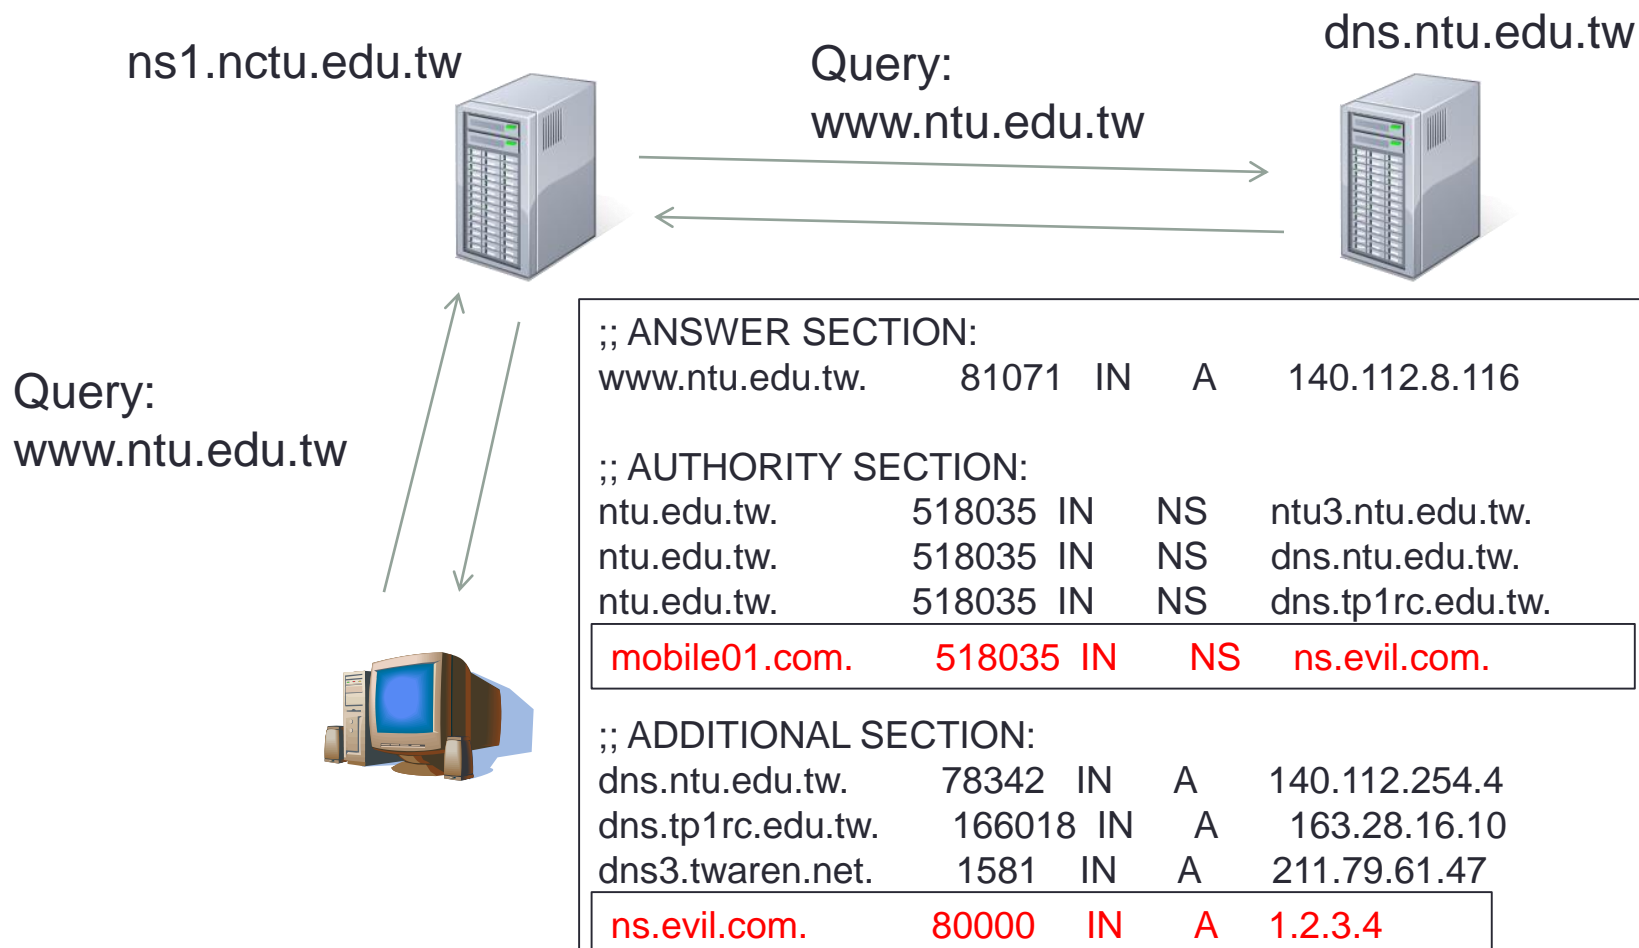 ns1.nctu.edu.tw
Query:
www.ntu.edu.tw
dns.ntu.edu.tw
Query:
www.ntu.edu.tw
;; ANSWER SECTION:
www.ntu.edu.tw. 81071 IN A 140.112.8.116
;; AUTHORITY SECTION:
ntu.edu.tw. 518035 IN NS ntu3.ntu.edu.tw.
ntu.edu.tw. 518035 IN NS dns.ntu.edu.tw.
ntu.edu.tw. 518035 IN NS dns.tp1rc.edu.tw.
mobile01.com. 518035 IN NS ns.evil.com.
;; ADDITIONAL SECTION:
dns.ntu.edu.tw. 78342 IN A 140.112.254.4
dns.tp1rc.edu.tw. 166018 IN A 163.28.16.10
dns3.twaren.net. 1581 IN A 211.79.61.47
ns.evil.com. 80000 IN A 1.2.3.4